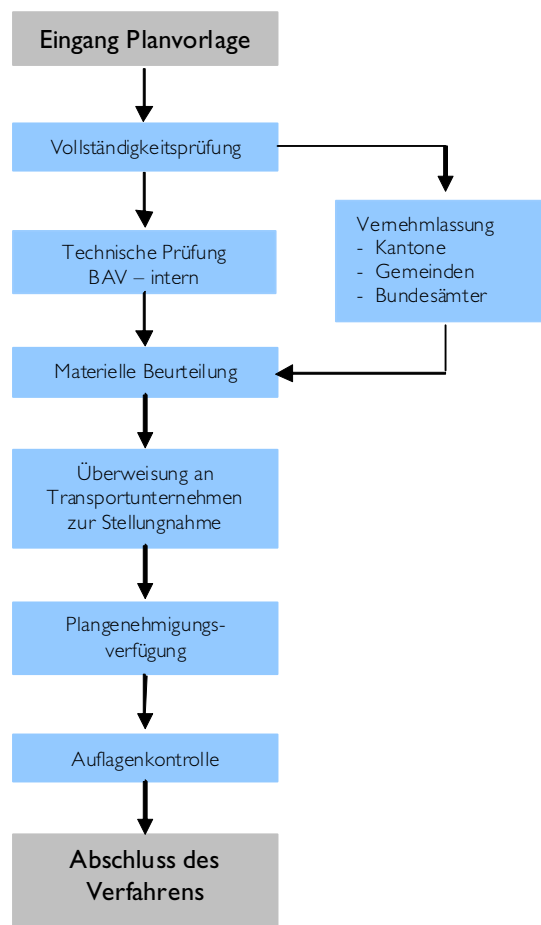 Eingang Planvorlage
Vollständigkeitsprüfung
Technische Prüfung
BAV – intern
Vernehmlassung
- Kantone
- Gemeinden
- Bundesämter
Materielle Beurteilung
Überweisung an
Transportunternehmen
zur Stellungnahme
Plangenehmigungs-
verfügung
Auflagenkontrolle
Abschluss des
Verfahrens